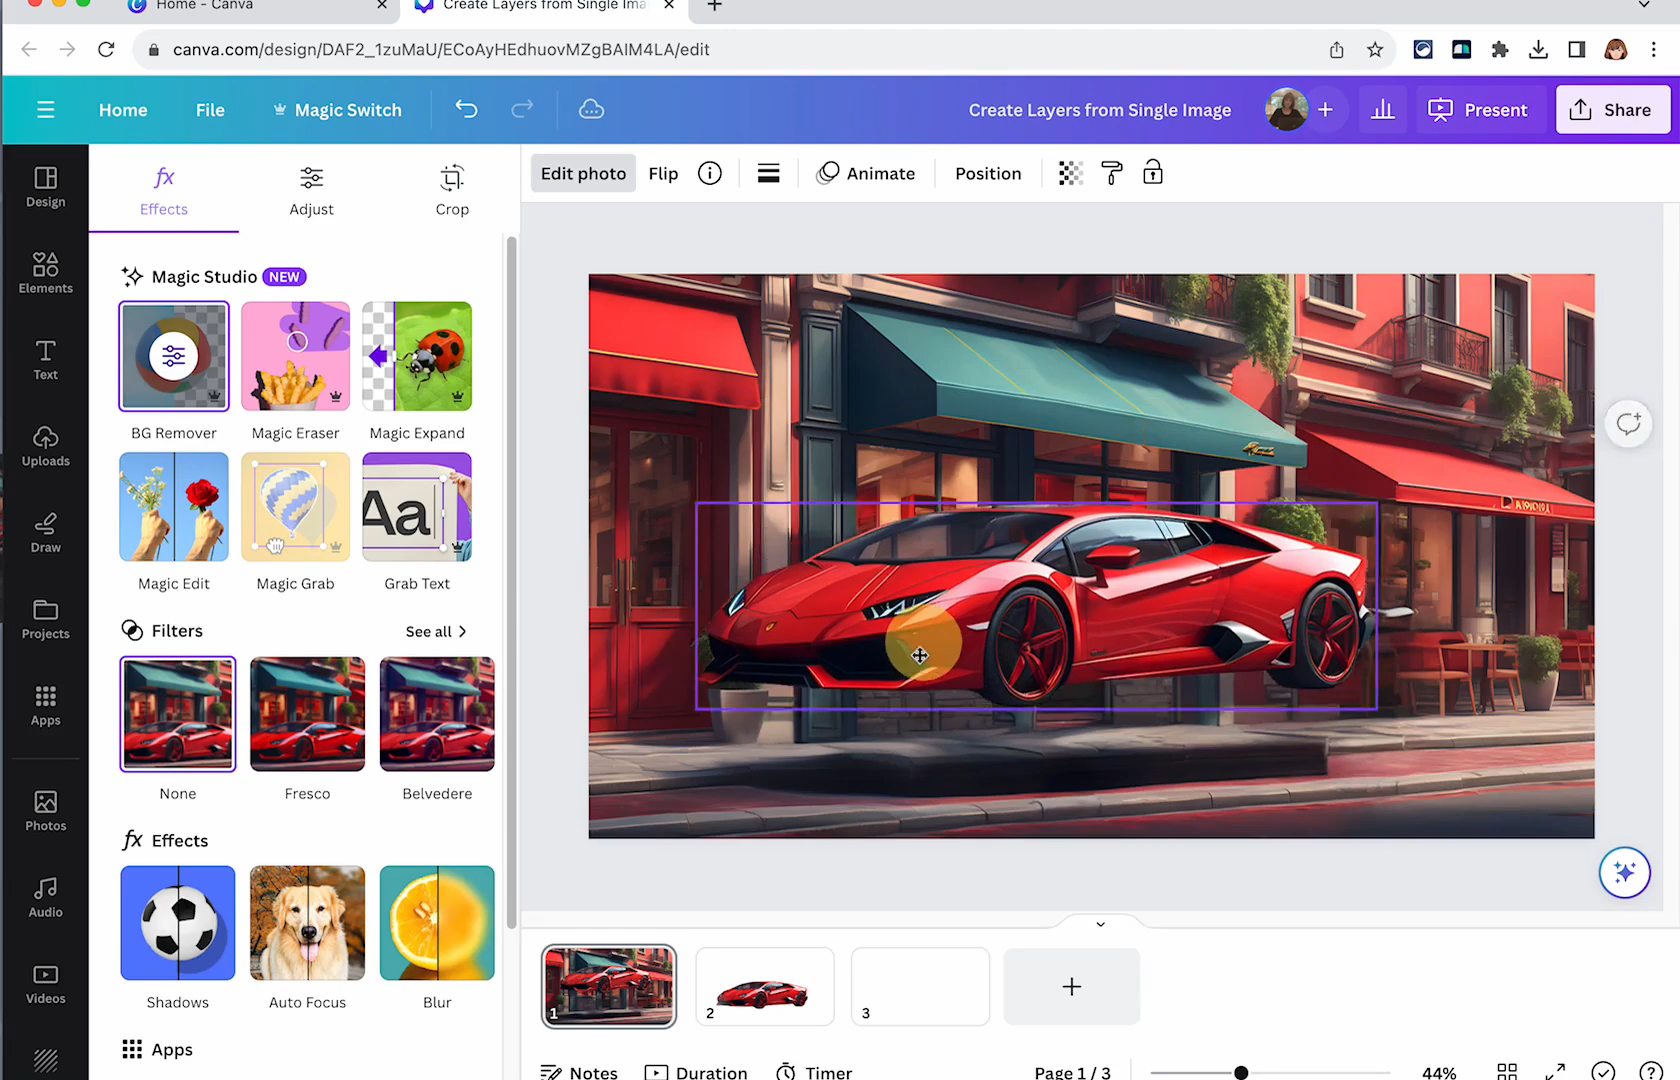 Home - Canva
Create Layers from Single Ima
canva.com/design/DAF2_1zuMaU/ECoAyHEdhuovMZgBAIM4LA/edit
Home
File
Magic Switch
Create Layers from Single Image
Present
Share
Design
Elements
Text
Uploads
Draw
Projects
Apps
Photos
Audio
Videos
Effects
Adjust
Crop
Edit photo
Flip
Animate
Position
Magic Studio NEW
BG Remover
Magic Eraser
Magic Expand
Aa
Magic Edit
Magic Grab
Grab Text
Filters
See all
None
Fresco
Belvedere
fx Effects
Shadows
Auto Focus
Blur
Apps
1
2
3
Notes
Duration
Timer
Page 1 / 3
44%